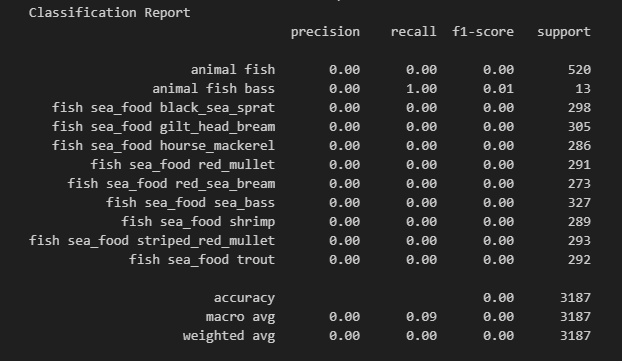 Classification Report
precision recall f1-score support
animal fish 0.00 0.00 0.00 520
animal fish bass 0.00 1.00 0.01 13
fish sea_food black_sea_sprat 0.00 0.00 0.00 298
fish sea_food gilt_head_bream 0.00 0.00 0.00 305
fish sea_food hourse_mackerel 0.00 0.00 0.00 286
fish sea_food red_mullet 0.00 0.00 0.00 291
fish sea_food red_sea_bream 0.00 0.00 0.00 273
fish sea_food sea_bass 0.00 0.00 0.00 327
fish sea_food shrimp 0.00 0.00 0.00 289
fish sea_food striped_red_mullet 0.00 0.00 0.00 293
fish sea_food trout 0.00 0.00 0.00 292
accuracy 0.00 3187
macro avg 0.00 0.09 0.00 3187
weighted avg 0.00 0.00 0.00 3187